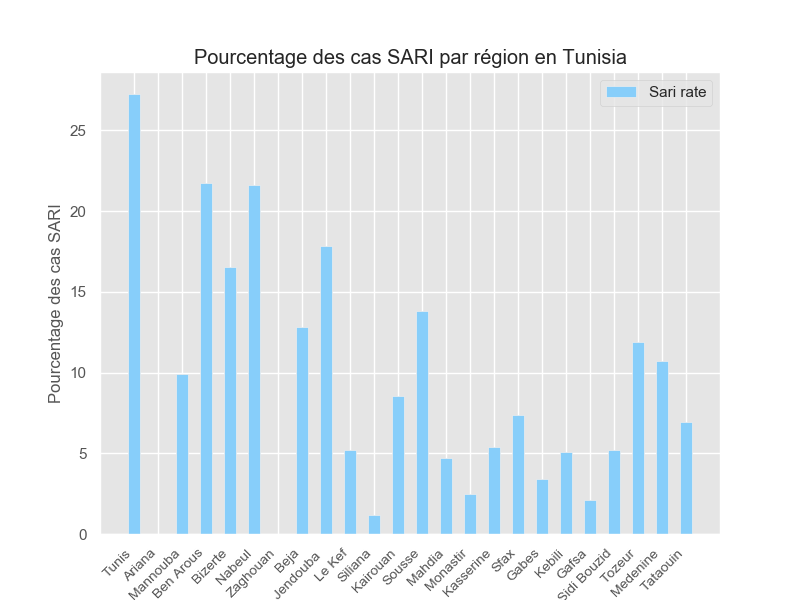 Pourcentage des cas SARI par région en Tunisia
Sari rate
Pourcentage des cas SARI
25
20
15
10
5
0
Tunis
Ariana
Mannouba
Ben Arous
Bizerte
Nabeul
Zaghouan
Beja
Jendouba
Le Kef
Siliana
Kairouan
Sousse
Mahdia
Monastir
Kasserine
Sfax
Gabes
Kebili
Gafsa
Sidi Bouzid
Tozeur
Medenine
Tataouin